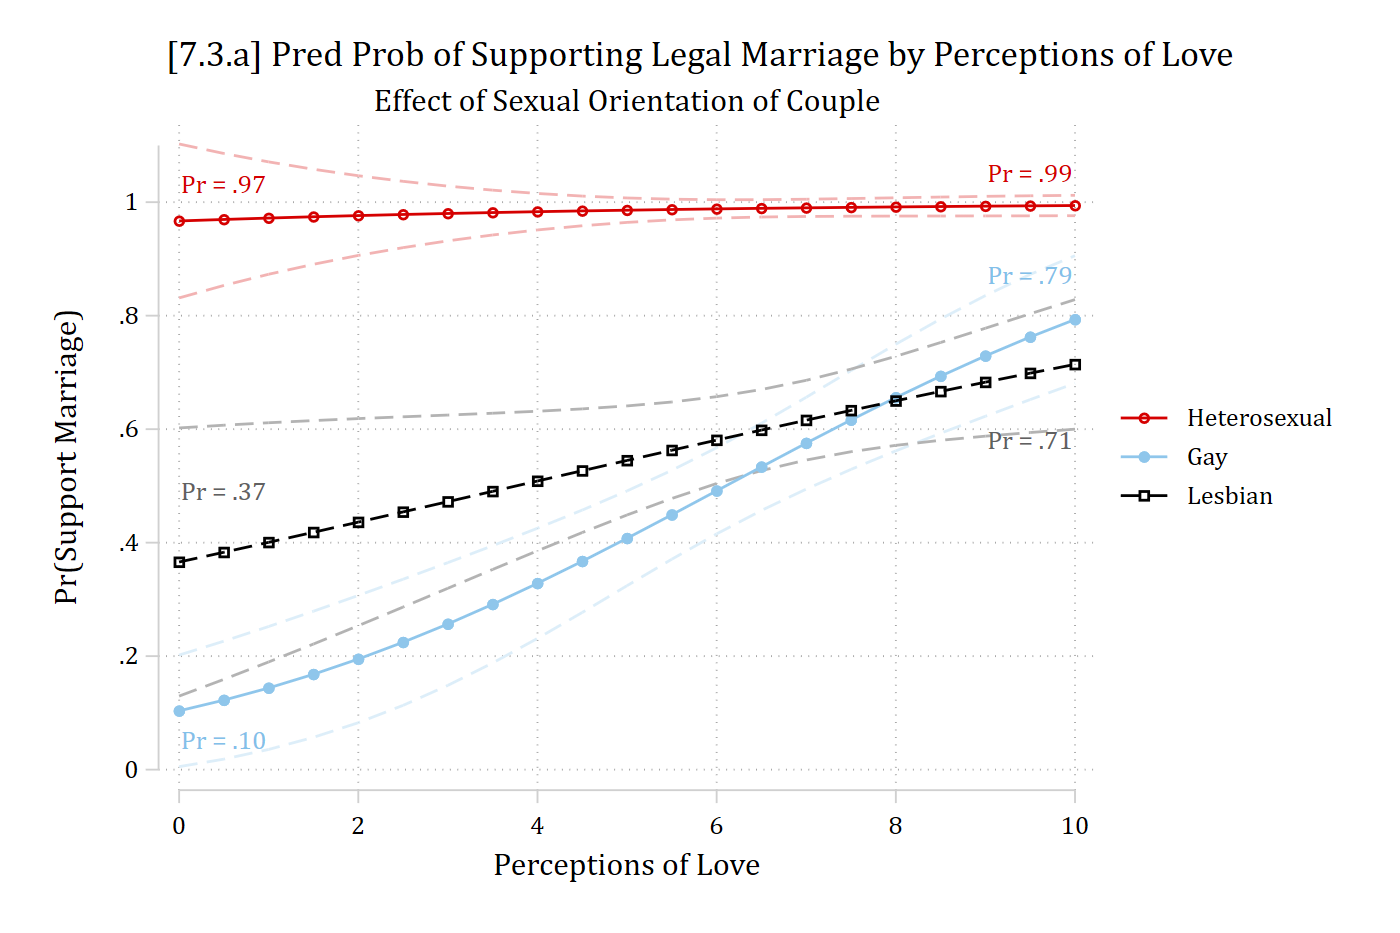 [7.3.a] Pred Prob of Supporting Legal Marriage by Perceptions of Love
Effect of Sexual Orientation of Couple
Pr(Support Marriage)
1
.8
.6
.4
.2
0
Pr = .97
Pr = .99
Pr = .79
Pr = .71
Pr = .37
Pr = .10
0 2 4 6 8 10
Perceptions of Love
Heterosexual
Gay
Lesbian